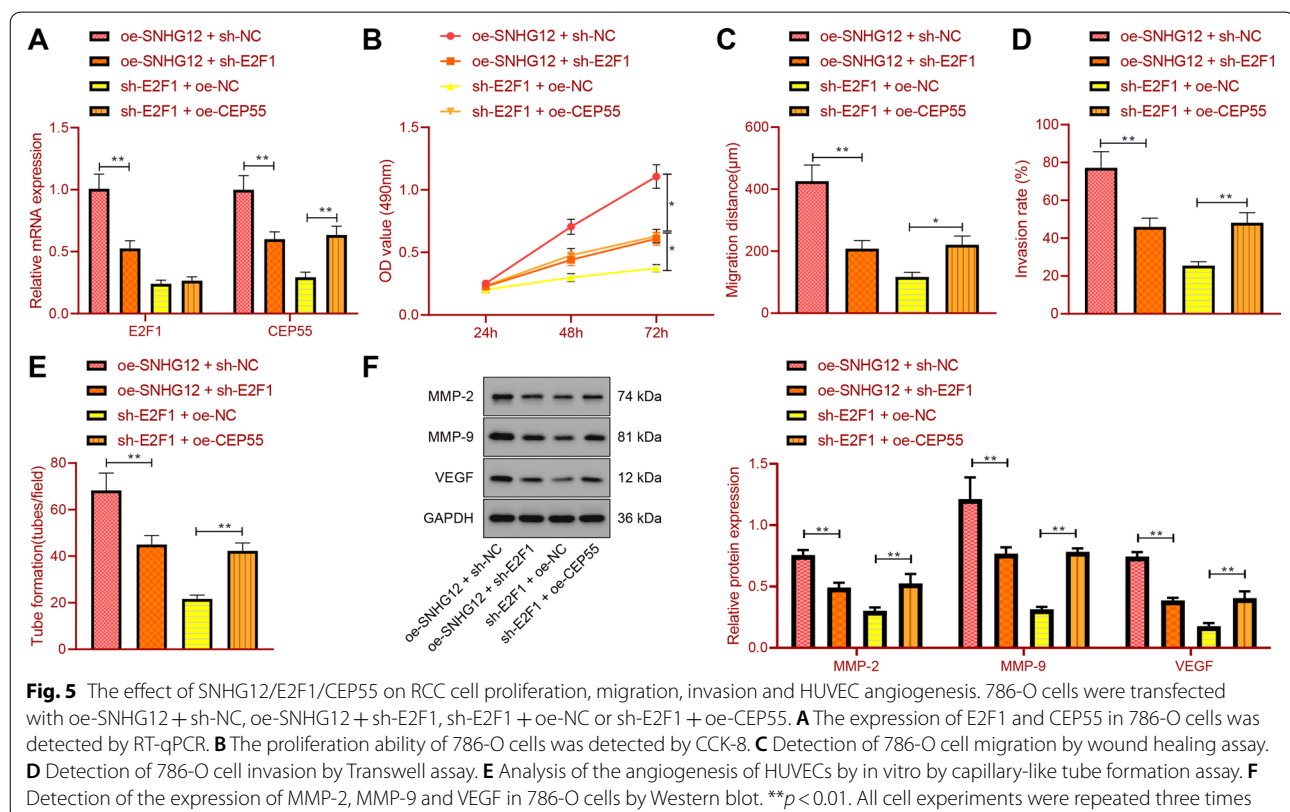 A
oe-SNHG12 + sh-NC
oe-SNHG12 + sh-E2F1
sh-E2F1 + oe-NC
sh-E2F1 + oe-CEP55
Relative mRNA expression
1.5
1.0
0.5
0.0
**
**
**
E2F1
CEP55
B
oe-SNHG12 + sh-NC
oe-SNHG12 + sh-E2F1
sh-E2F1 + oe-NC
sh-E2F1 + oe-CEP55
OD value (490nm)
1.5
1.0
0.5
0.0
*
*
24h
48h
72h
C
oe-SNHG12 + sh-NC
oe-SNHG12 + sh-E2F1
sh-E2F1 + oe-NC
sh-E2F1 + oe-CEP55
Migration distance(μm)
600
400
200
0
**
*
D
oe-SNHG12 + sh-NC
oe-SNHG12 + sh-E2F1
sh-E2F1 + oe-NC
sh-E2F1 + oe-CEP55
Invasion rate (%)
100
80
60
40
20
0
**
**
E
oe-SNHG12 + sh-NC
oe-SNHG12 + sh-E2F1
sh-E2F1 + oe-NC
sh-E2F1 + oe-CEP55
Tube formation(tubes/field)
80
60
40
20
0
**
**
F
MMP-2
74 kDa
MMP-9
81 kDa
VEGF
12 kDa
GAPDH
36 kDa
oe-SNHG12 + sh-NC
oe-SNHG12 + sh-E2F1
sh-E2F1 + oe-NC
sh-E2F1 + oe-CEP55
oe-SNHG12 + sh-NC
oe-SNHG12 + sh-E2F1
sh-E2F1 + oe-NC
sh-E2F1 + oe-CEP55
Relative protein expression
1.5
1.0
0.5
0.0
**
**
**
**
**
**
MMP-2
MMP-9
VEGF
Fig. 5 The effect of SNHG12/E2F1/CEP55 on RCC cell proliferation, migration, invasion and HUVEC angiogenesis. 786-O cells were transfected
with oe-SNHG12 + sh-NC, oe-SNHG12 + sh-E2F1, sh-E2F1 + oe-NC or sh-E2F1 + oe-CEP55. A The expression of E2F1 and CEP55 in 786-O cells was
detected by RT-qPCR. B The proliferation ability of 786-O cells was detected by CCK-8. C Detection of 786-O cell migration by wound healing assay.
D Detection of 786-O cell invasion by Transwell assay. E Analysis of the angiogenesis of HUVECs by in vitro by capillary-like tube formation assay. F
Detection of the expression of MMP-2, MMP-9 and VEGF in 786-O cells by Western blot. **p < 0.01. All cell experiments were repeated three times